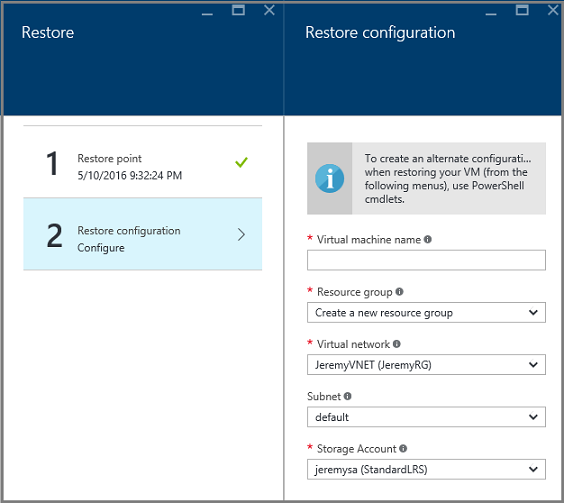 Restore
1
Restore point
5/10/2016 9:32:24 PM
2
Restore configuration
Configure
Restore configuration
To create an alternate configurati...
when restoring your VM (from the
following menus), use PowerShell
cmdlets.
* Virtual machine name
* Resource group
Create a new resource group
* Virtual network
JeremyVNET (JeremyRG)
Subnet
default
* Storage Account
jeremysa (StandardLRS)